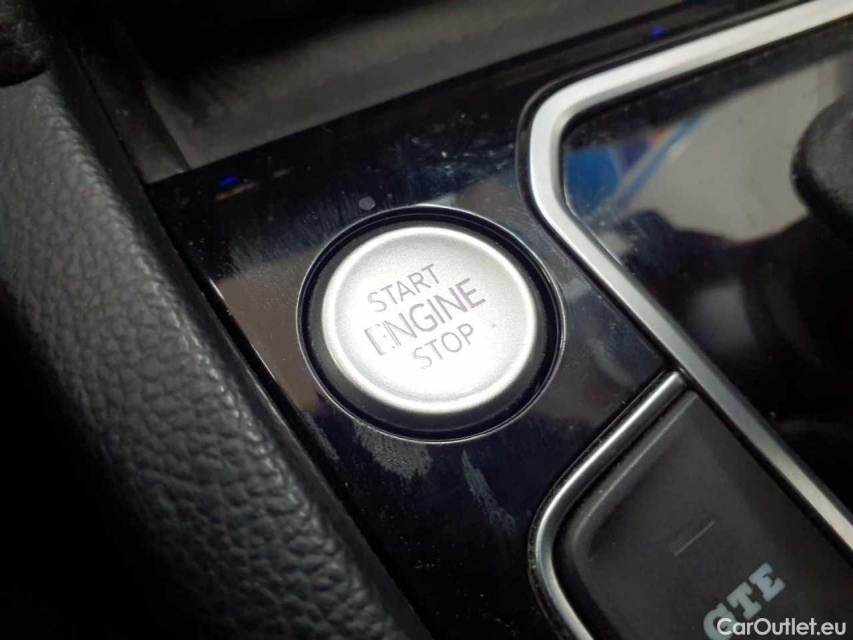 START
ENGINE
STOP
GTE
CarOutlet.eu